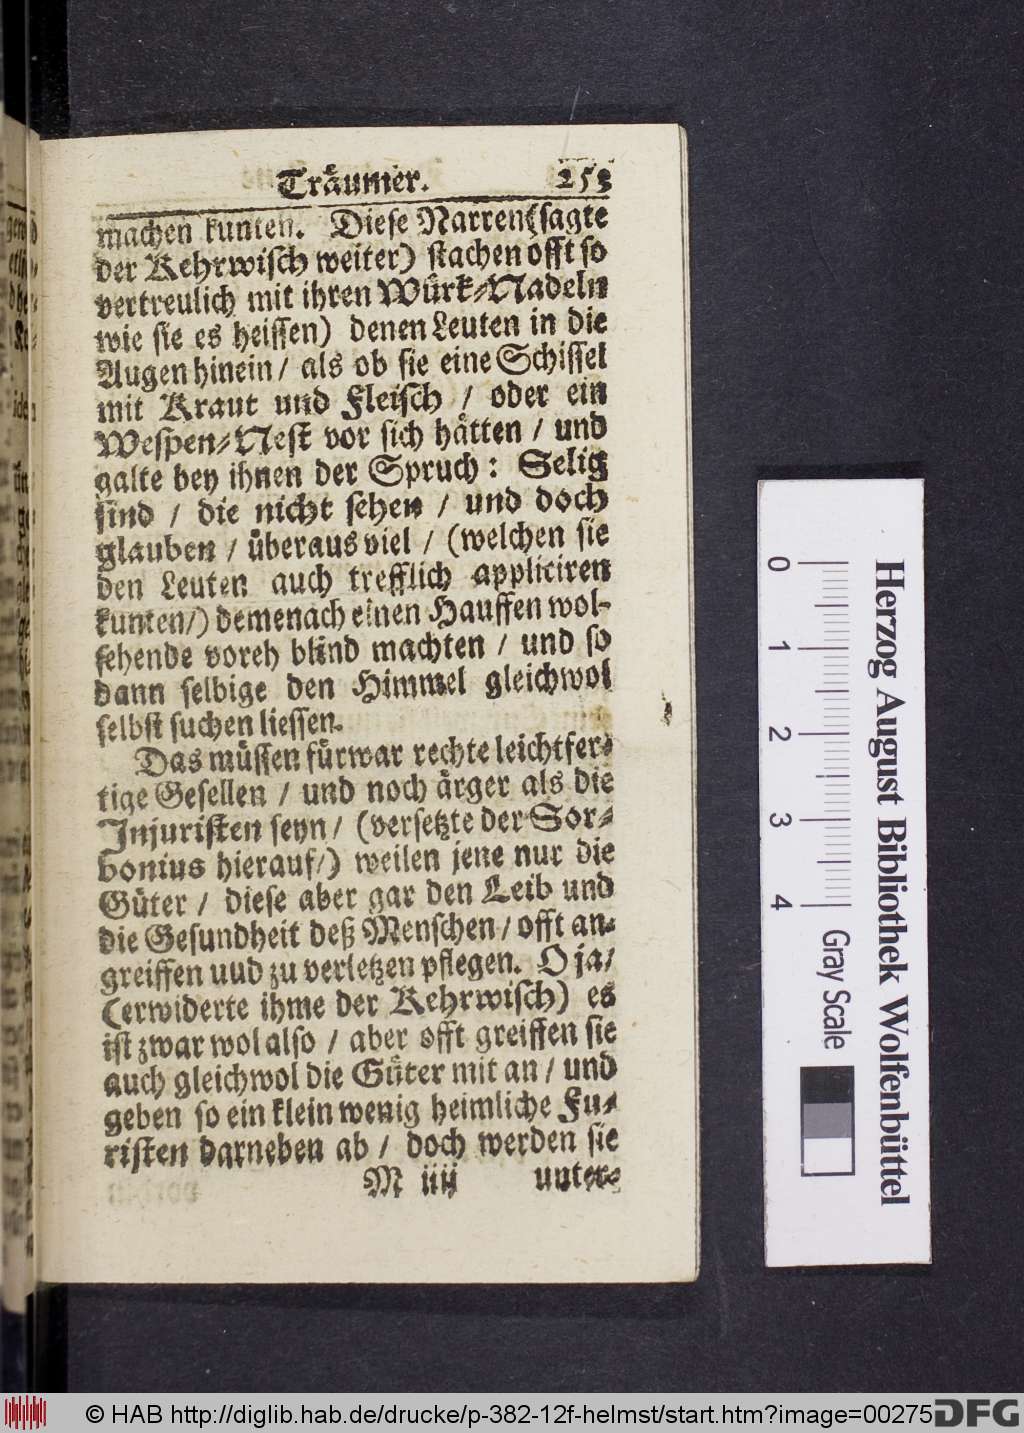 Träumer. 253
machen kunten. Diese Narren (sagte
der Kehrwisch weiter) stachen offt so
vertreulich mit ihren Würk-Nadeln
wie sie es heissen) denen Leuten in die
Augen hinein / als ob sie eine Schissel
mit Kraut und Fleisch / oder ein
Wespen-Nest vor sich hätten / und
galte bey ihnen der Spruch: Selig
sind / die nicht sehen / und doch
glauben / überaus viel / (welchen sie
den Leuten auch trefflich appliciren
kunten/) demenach einen Hauffen wol-
sehende voreh blind machten / und so
dann selbige den Himmel gleichwol
selbst suchen liessen.
Das müssen fürwar rechte leichtfer-
tige Gesellen / und noch ärger als die
Injuristen seyn / (versetzte der Sor-
bonius hierauf/) weilen jene nur die
Güter / diese aber gar den Leib und
die Gesundheit deß Menschen / offt an-
greiffen uud zu verletzen pflegen. O ja /
(erwiderte ihme der Kehrwisch) es
ist zwar wol also / aber offt greiffen sie
auch gleichwol die Güter mit an / und
geben so ein klein wenig heimliche Fu-
risten darneben ab / doch werden sie
M iiij unter-
0 1 2 3 4 Gray Scale
Herzog August Bibliothek Wolfenbüttel
© HAB http://diglib.hab.de/drucke/p-382-12f-helmst/start.htm?image=00275
DFG